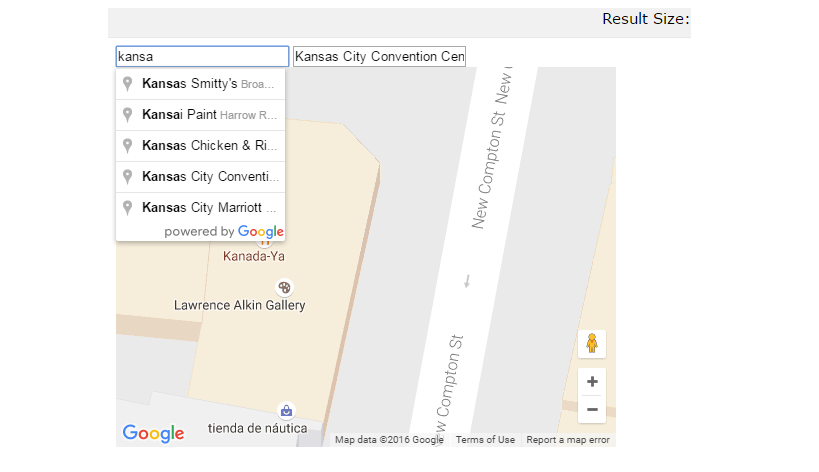 Result Size:
kansa
Kansas City Convention Cen
Kansas Smitty's Broa...
Kansai Paint Harrow R...
Kansas Chicken & Ri...
Kansas City Conventi...
Kansas City Marriott ...
powered by Google
New C
New Compton St
Kanada-Ya
Lawrence Alkin Gallery
w Compton St
tienda de náutica
+
−
Google
Map data ©2016 Google
Terms of Use
Report a map error